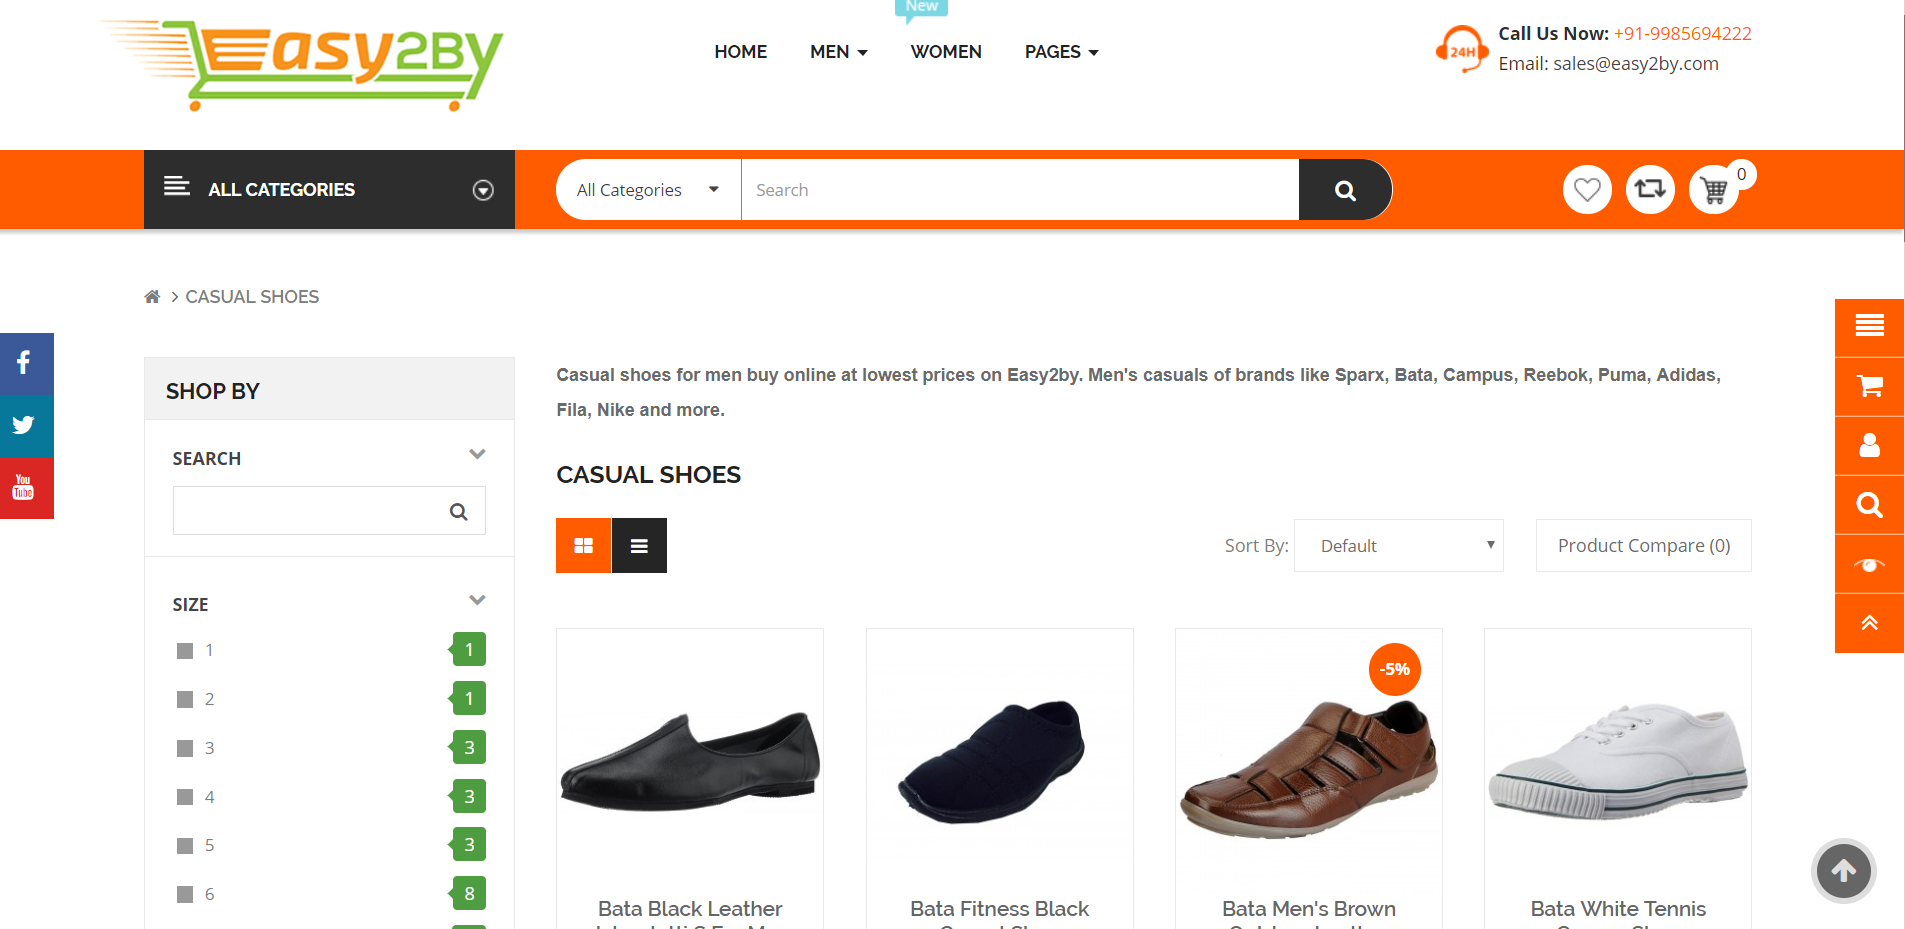 Easy2BY
New
HOME
MEN
WOMEN
PAGES
24H
Call Us Now: +91-9985694222
Email: sales@easy2by.com
ALL CATEGORIES
All Categories
Search
0
CASUAL SHOES
SHOP BY
SEARCH
SIZE
1 1
2 1
3 3
4 3
5 3
6 8
You
Tube
Casual shoes for men buy online at lowest prices on Easy2by. Men's casuals of brands like Sparx, Bata, Campus, Reebok, Puma, Adidas,
Fila, Nike and more.
CASUAL SHOES
Sort By: Default
Product Compare (0)
-5%
Bata Black Leather
Bata Fitness Black
Bata Men's Brown
Bata White Tennis